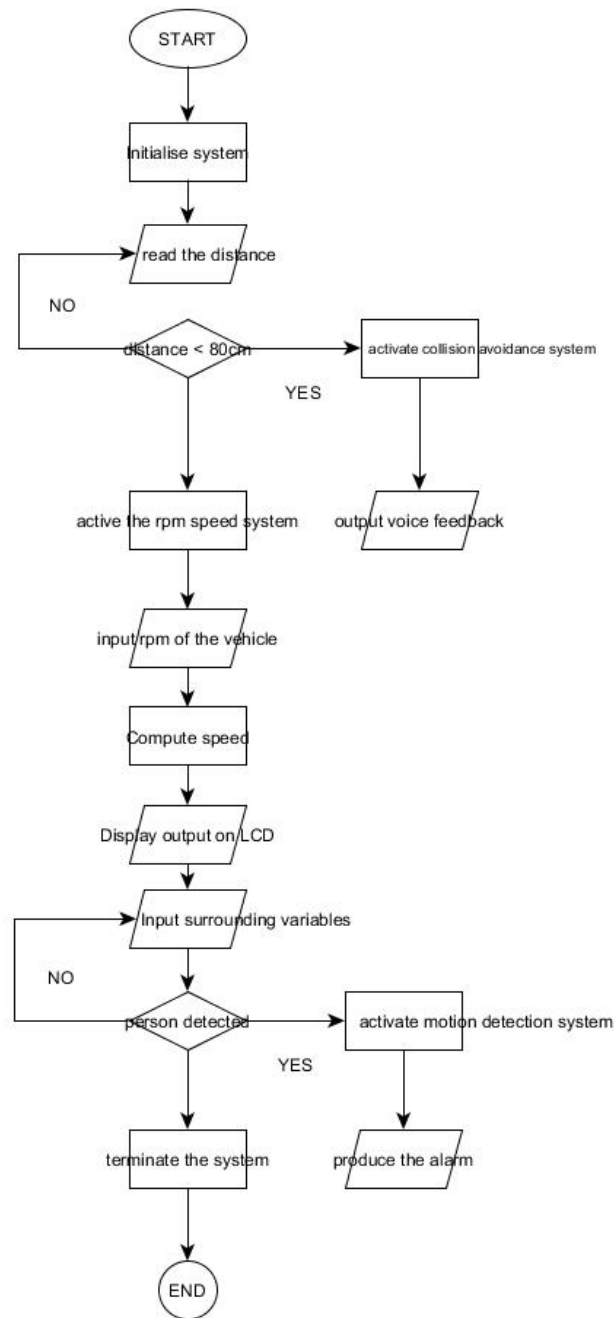 START
Initialise system
read the distance
NO
distance < 80cm
activate collision avoidance system
YES
active the rpm speed system
output voice feedback
input rpm of the vehicle
Compute speed
Display output on LCD
Input surrounding variables
NO
person detected
activate motion detection system
YES
terminate the system
produce the alarm
END